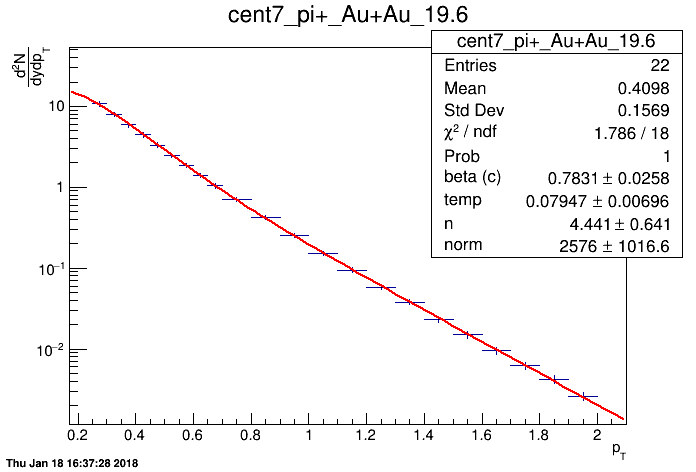 cent7_pi+_Au+Au_19.6
d²N
dydp_T
cent7_pi+_Au+Au_19.6
Entries 22
Mean 0.4098
Std Dev 0.1569
χ² / ndf 1.786 / 18
Prob 1
beta (c) 0.7831 ± 0.0258
temp 0.07947 ± 0.00696
n 4.441 ± 0.641
norm 2576 ± 1016.6
10
1
10⁻¹
10⁻²
0.2 0.4 0.6 0.8 1 1.2 1.4 1.6 1.8 2
p_T
Thu Jan 18 16:37:28 2018